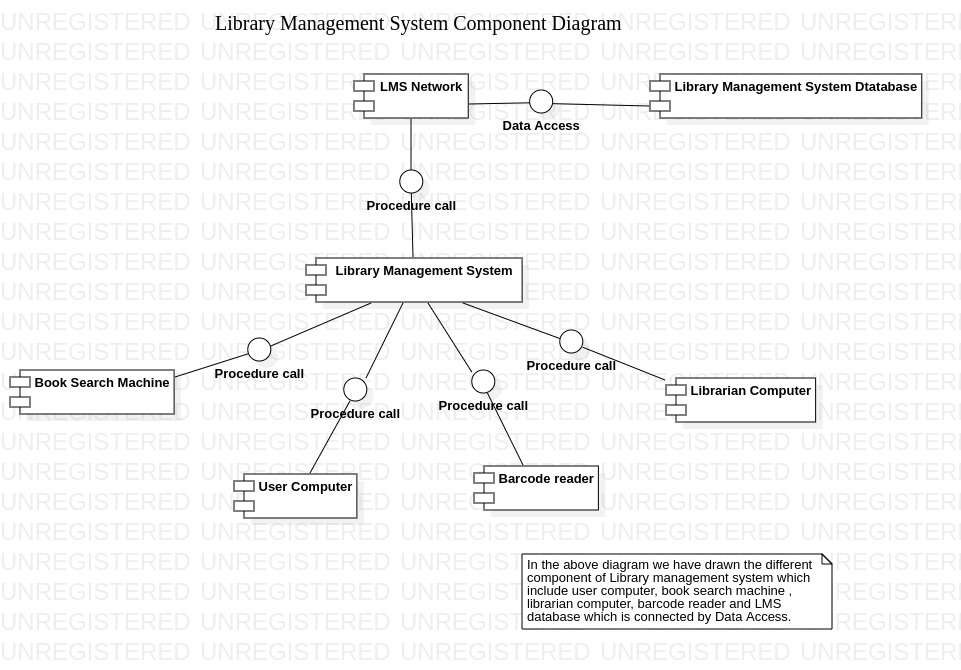 Library Management System Component Diagram
LMS Network
Library Management System Dtatabase
Data Access
Procedure call
Library Management System
Procedure call
Procedure call
Procedure call
Procedure call
Book Search Machine
Librarian Computer
User Computer
Barcode reader
In the above diagram we have drawn the different
component of Library management system which
include user computer, book search machine ,
librarian computer, barcode reader and LMS
database which is connected by Data Access.
UNREGISTERED